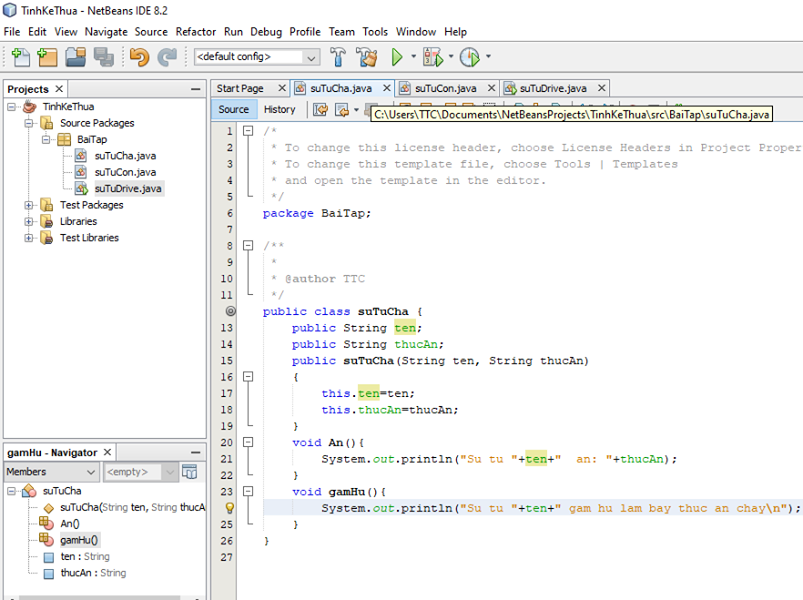 TinhKeThua - NetBeans IDE 8.2
File Edit View Navigate Source Refactor Run Debug Profile Team Tools Window Help
<default config>
Projects
TinhKeThua
Source Packages
BaiTap
suTuCha.java
suTuCon.java
suTuDrive.java
Test Packages
Libraries
Test Libraries
gamHu - Navigator
Members <empty>
suTuCha
suTuCha(String ten, String thucA
An()
gamHu()
ten : String
thucAn : String
Start Page suTuCha.java suTuCon.java suTuDrive.java
Source History
C:\Users\TTC\Documents\NetBeansProjects\TinhKeThua\src\BaiTap\suTuCha.java
1 /*
2 * To change this license header, choose License Headers in Project Proper
3 * To change this template file, choose Tools | Templates
4 * and open the template in the editor.
5 */
6 package BaiTap;
7
8 /**
9 *
10 * @author TTC
11 */
public class suTuCha {
13 public String ten;
14 public String thucAn;
15 public suTuCha(String ten, String thucAn)
16 {
17 this.ten=ten;
18 this.thucAn=thucAn;
19 }
20 void An(){
21 System.out.println("Su tu "+ten+"  an: "+thucAn);
22 }
23 void gamHu(){
System.out.println("Su tu "+ten+" gam hu lam bay thuc an chay\n");
25 }
26 }
27